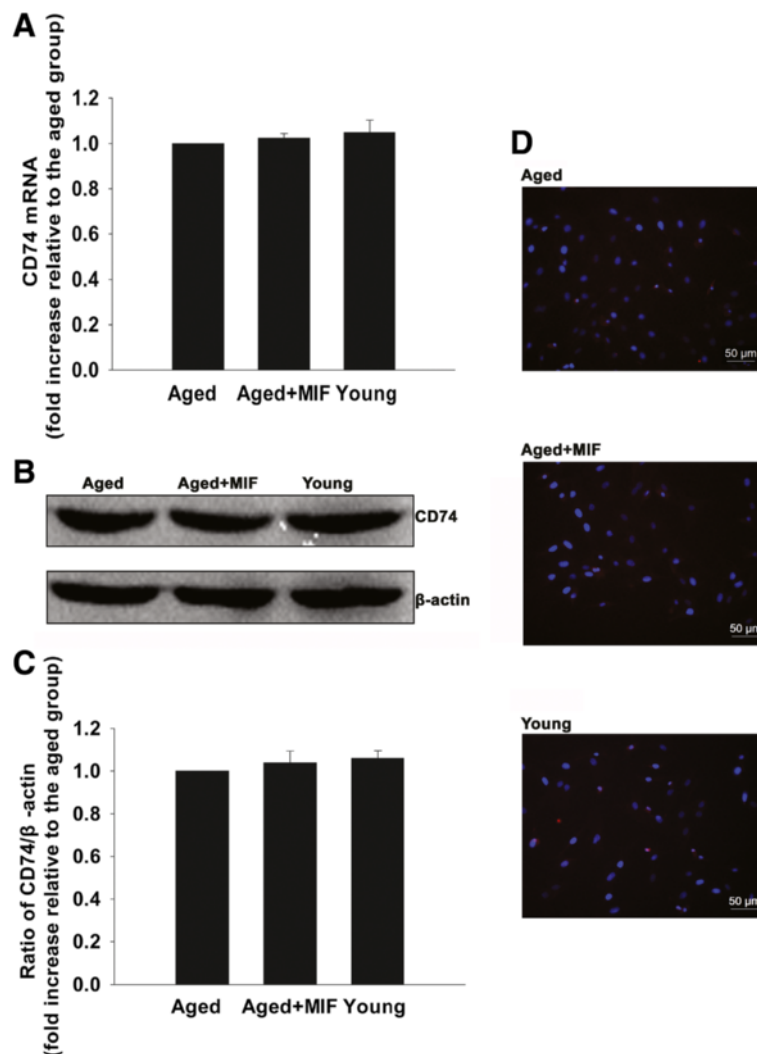 A
CD74 mRNA
(fold increase relative to the aged group)
1.2
1.0
0.8
0.6
0.4
0.2
0.0
Aged Aged+MIF Young
B
Aged Aged+MIF Young
CD74
β-actin
C
Ratio of CD74/β -actin
(fold increase relative to the aged group)
1.2
1.0
0.8
0.6
0.4
0.2
0.0
Aged Aged+MIF Young
D
Aged
50 µm
Aged+MIF
50 µm
Young
50 µm